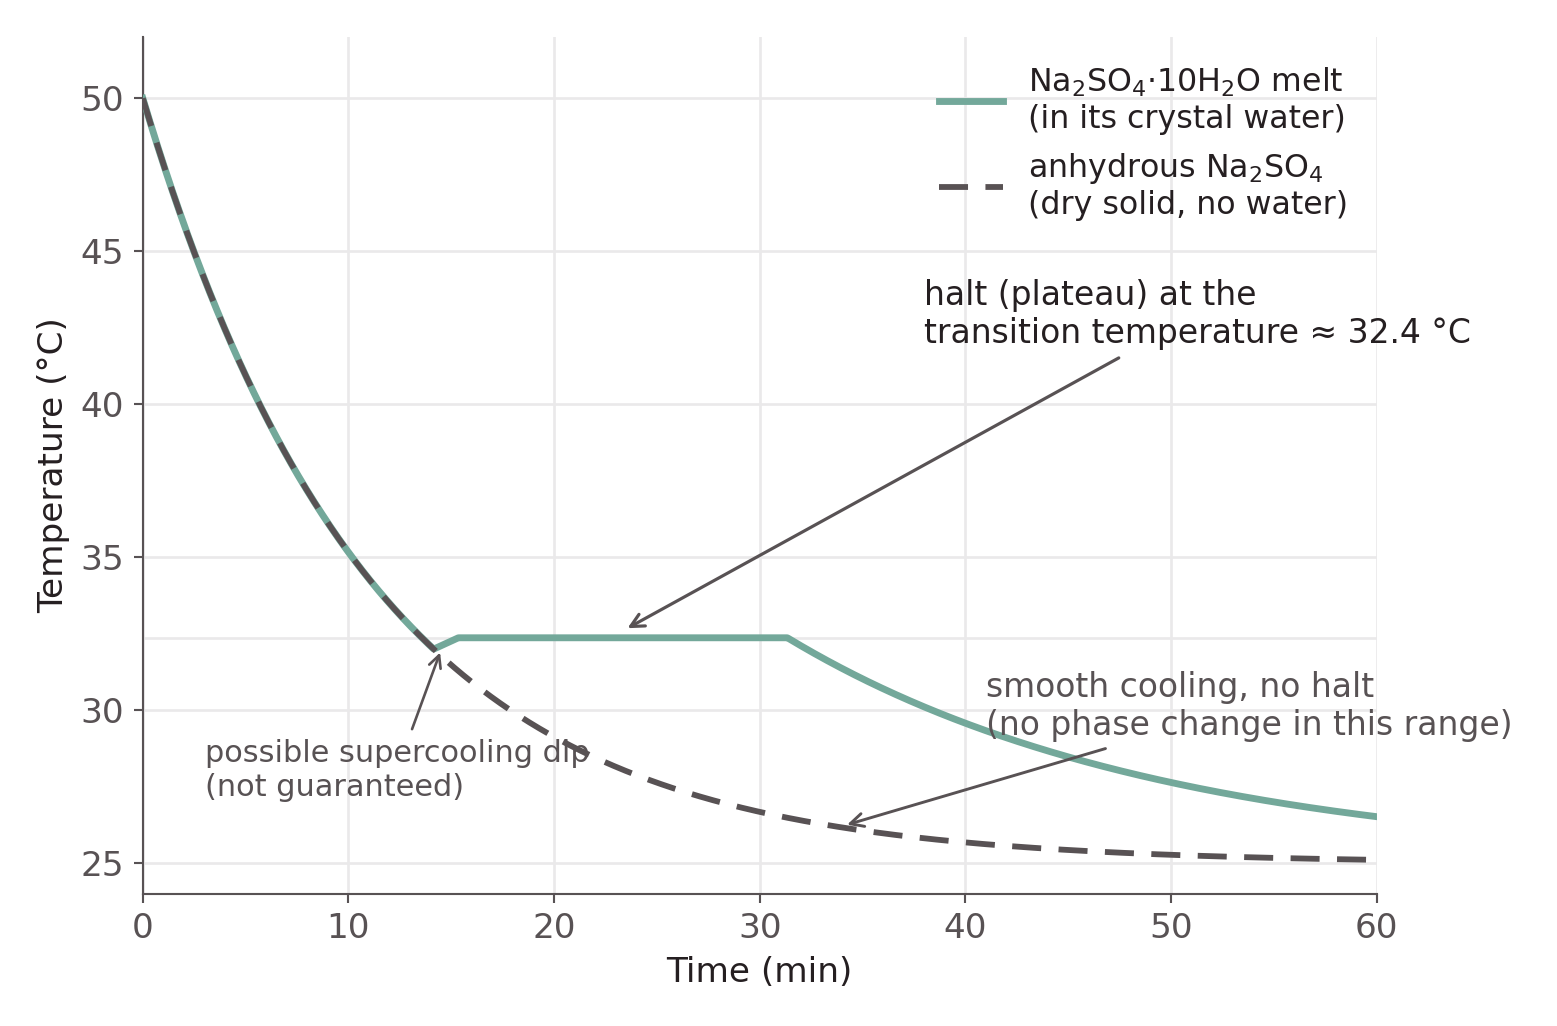 Na₂SO₄·10H₂O melt
(in its crystal water)
anhydrous Na₂SO₄
(dry solid, no water)
halt (plateau) at the
transition temperature ≈ 32.4 °C
smooth cooling, no halt
(no phase change in this range)
possible supercooling dip
(not guaranteed)
Temperature (°C)
50
45
40
35
30
25
0 10 20 30 40 50 60
Time (min)